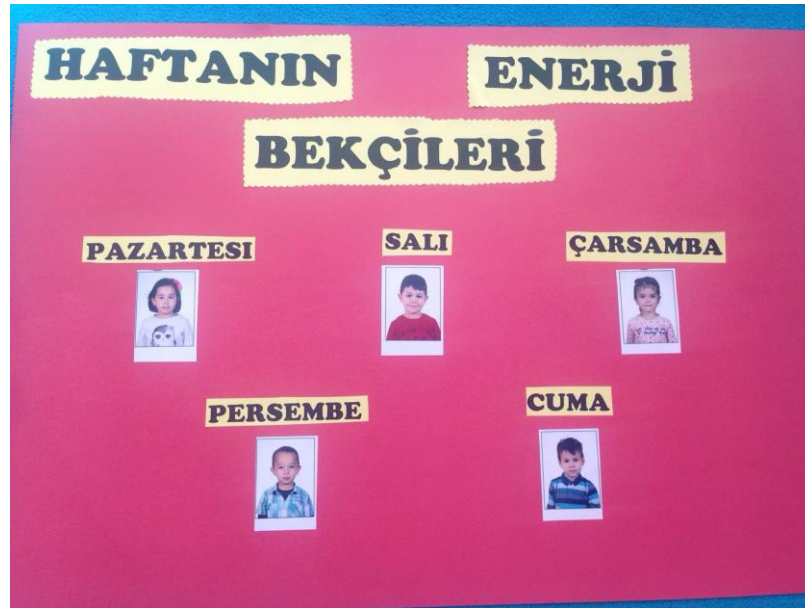 HAFTANIN ENERJİ
BEKÇİLERİ
PAZARTESI
SALI
ÇARSAMBA
PERSEMBE
CUMA